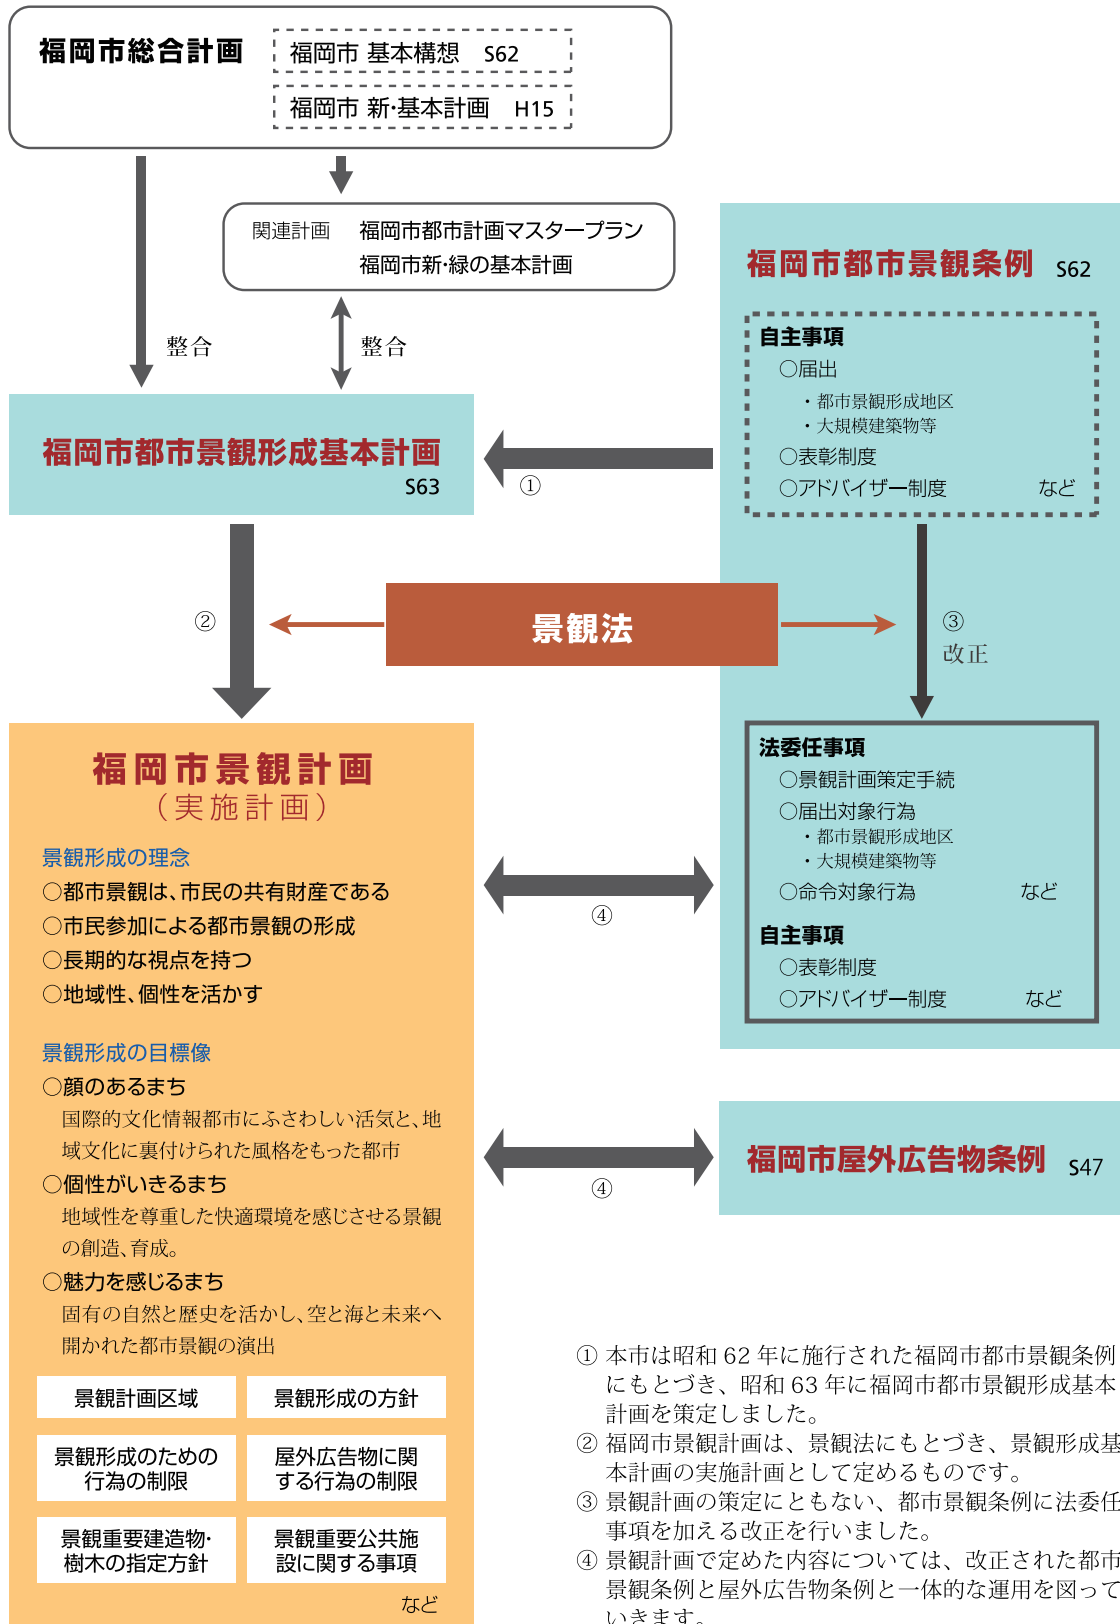 福岡市総合計画
福岡市 基本構想 S62
福岡市 新・基本計画 H15
関連計画 福岡市都市計画マスタープラン
福岡市新・緑の基本計画
整合
整合
福岡市都市景観形成基本計画
S63
①
福岡市都市景観条例 S62
自主事項
○届出
・都市景観形成地区
・大規模建築物等
○表彰制度
○アドバイザー制度 など
②
景観法
③
改正
福岡市景観計画
（実施計画）
景観形成の理念
○都市景観は、市民の共有財産である
○市民参加による都市景観の形成
○長期的な視点を持つ
○地域性、個性を活かす
景観形成の目標像
○顔のあるまち
国際的文化情報都市にふさわしい活気と、地
域文化に裏付けられた風格をもった都市
○個性がいきるまち
地域性を尊重した快適環境を感じさせる景観
の創造、育成。
○魅力を感じるまち
固有の自然と歴史を活かし、空と海と未来へ
開かれた都市景観の演出
景観計画区域
景観形成の方針
景観形成のための
行為の制限
屋外広告物に関
する行為の制限
景観重要建造物・
樹木の指定方針
景観重要公共施
設に関する事項
など
④
法委任事項
○景観計画策定手続
○届出対象行為
・都市景観形成地区
・大規模建築物等
○命令対象行為 など
自主事項
○表彰制度
○アドバイザー制度 など
④
福岡市屋外広告物条例 S47
① 本市は昭和 62 年に施行された福岡市都市景観条例
にもとづき、昭和 63 年に福岡市都市景観形成基本
計画を策定しました。
② 福岡市景観計画は、景観法にもとづき、景観形成基
本計画の実施計画として定めるものです。
③ 景観計画の策定にともない、都市景観条例に法委任
事項を加える改正を行いました。
④ 景観計画で定めた内容については、改正された都市
景観条例と屋外広告物条例と一体的な運用を図って
いきます。